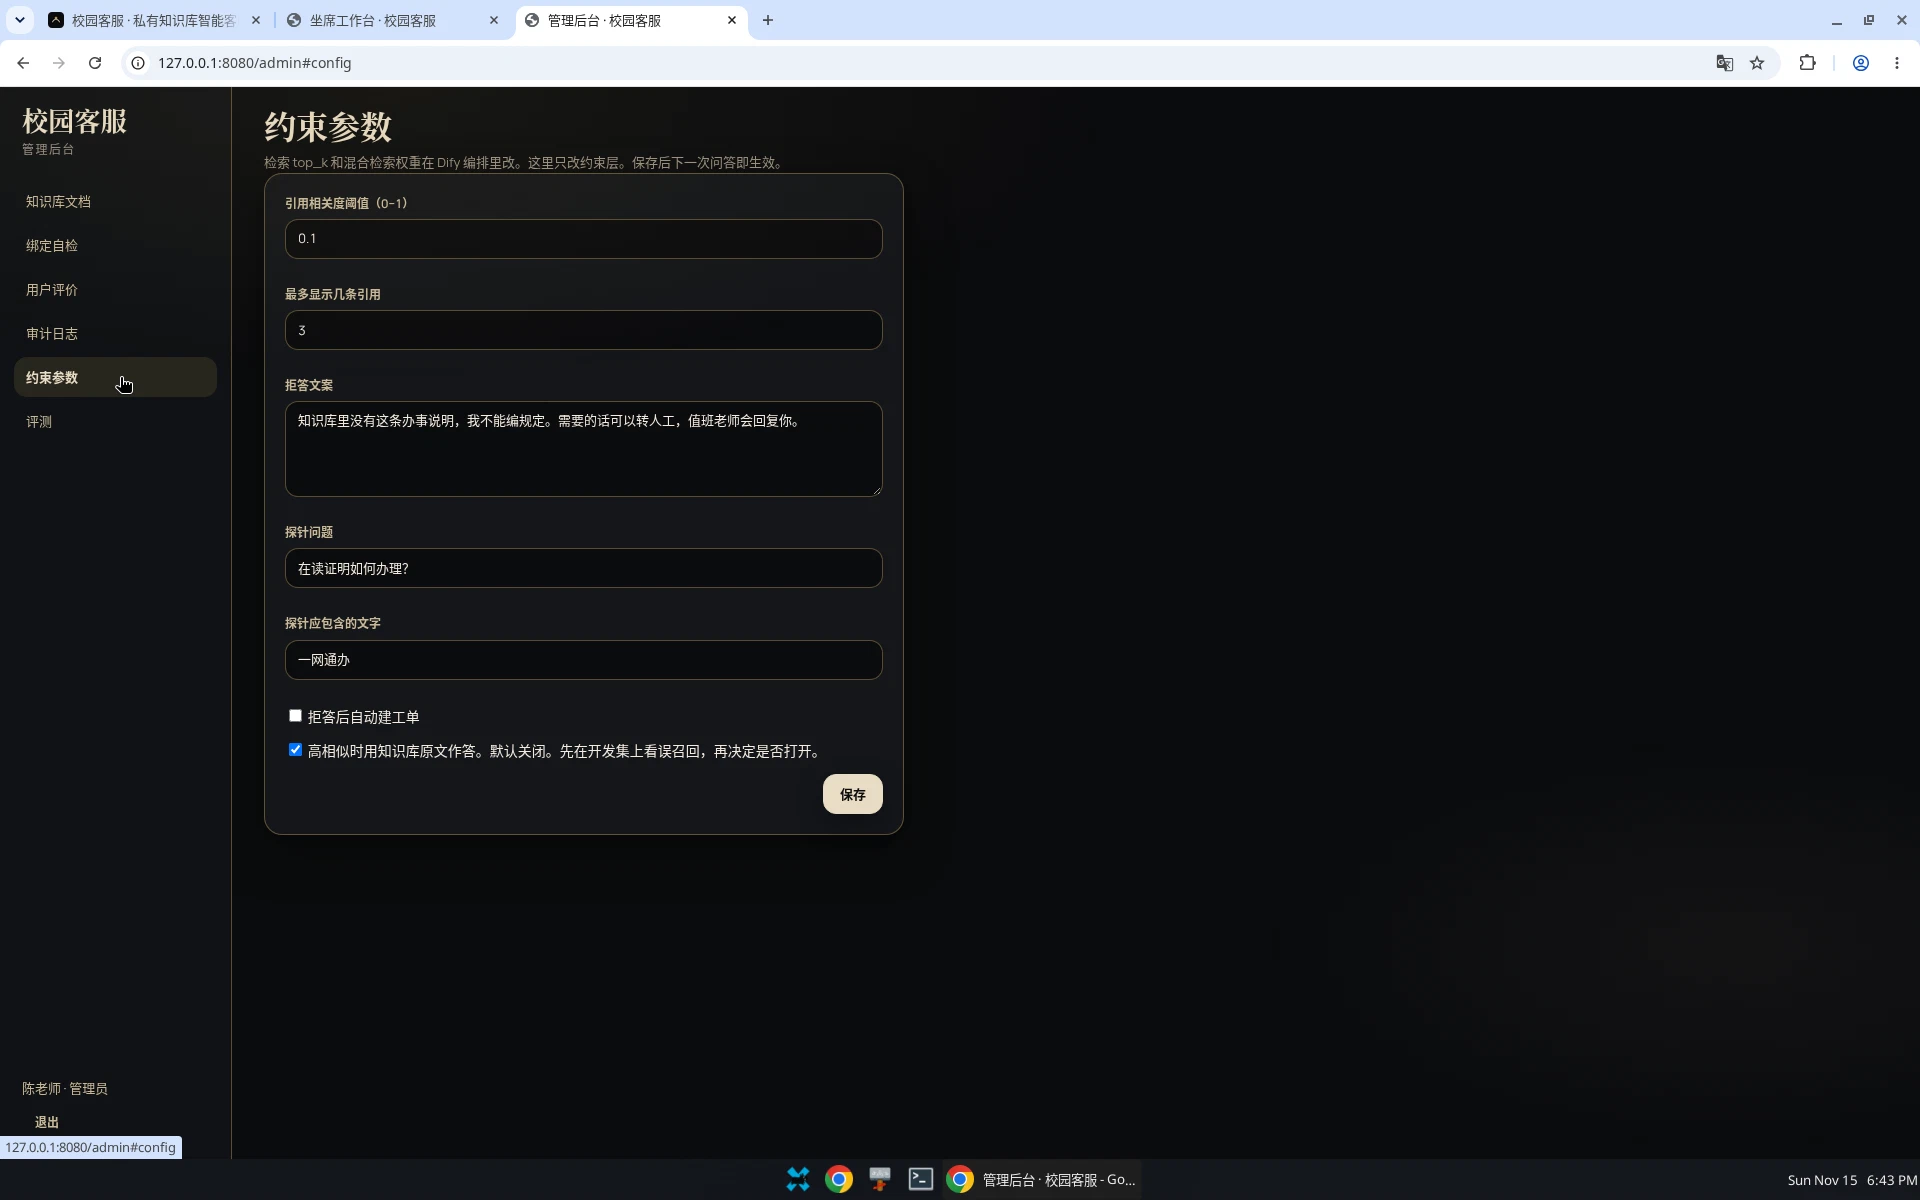 校园客服 · 私有知识库智能客
坐席工作台 · 校园客服
管理后台 · 校园客服
127.0.0.1:8080/admin#config
校园客服
管理后台
知识库文档
绑定自检
用户评价
审计日志
约束参数
评测
陈老师 · 管理员
退出
127.0.0.1:8080/admin#config
约束参数
检索 top_k 和混合检索权重在 Dify 编排里改。这里只改约束层。保存后下一次问答即生效。
引用相关度阈值（0-1）
0.1
最多显示几条引用
3
拒答文案
知识库里没有这条办事说明，我不能编规定。需要的话可以转人工，值班老师会回复你。
探针问题
在读证明如何办理？
探针应包含的文字
一网通办
拒答后自动建工单
高相似时用知识库原文作答。默认关闭。先在开发集上看误召回，再决定是否打开。
保存
管理后台 · 校园客服 - Go...
Sun Nov 15 6:43 PM